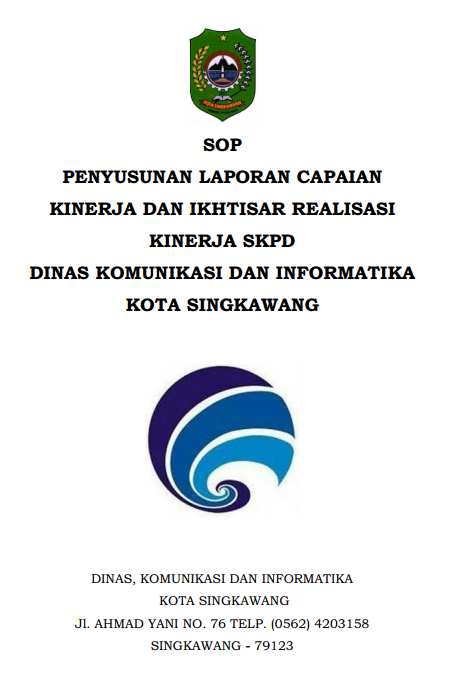 SOP
PENYUSUNAN LAPORAN CAPAIAN
KINERJA DAN IKHTISAR REALISASI
KINERJA SKPD
DINAS KOMUNIKASI DAN INFORMATIKA
KOTA SINGKAWANG
DINAS, KOMUNIKASI DAN INFORMATIKA
KOTA SINGKAWANG
Jl. AHMAD YANI NO. 76 TELP. (0562) 4203158
SINGKAWANG - 79123